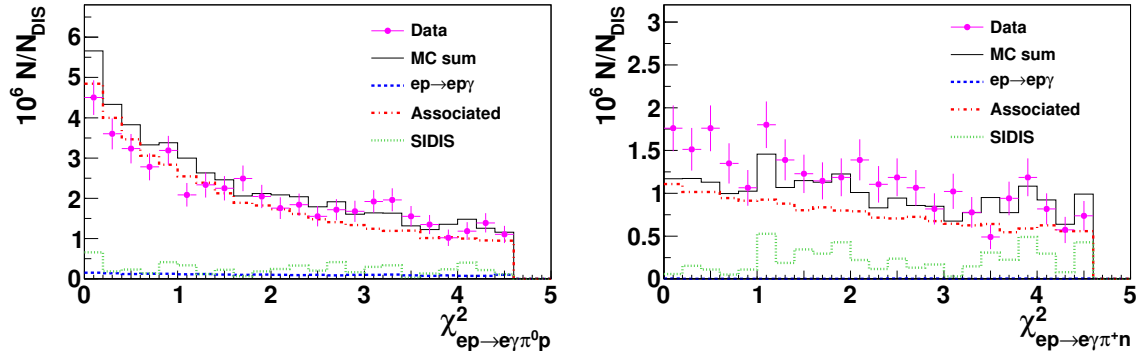 10⁶ N/N_DIS
6
5
4
3
2
1
0
Data
MC sum
ep→epγ
Associated
SIDIS
0 1 2 3 4 5
χ²_ep→eγπ⁰p
10⁶ N/N_DIS
3
2.5
2
1.5
1
0.5
0
Data
MC sum
ep→epγ
Associated
SIDIS
0 1 2 3 4 5
χ²_ep→eγπ⁺n